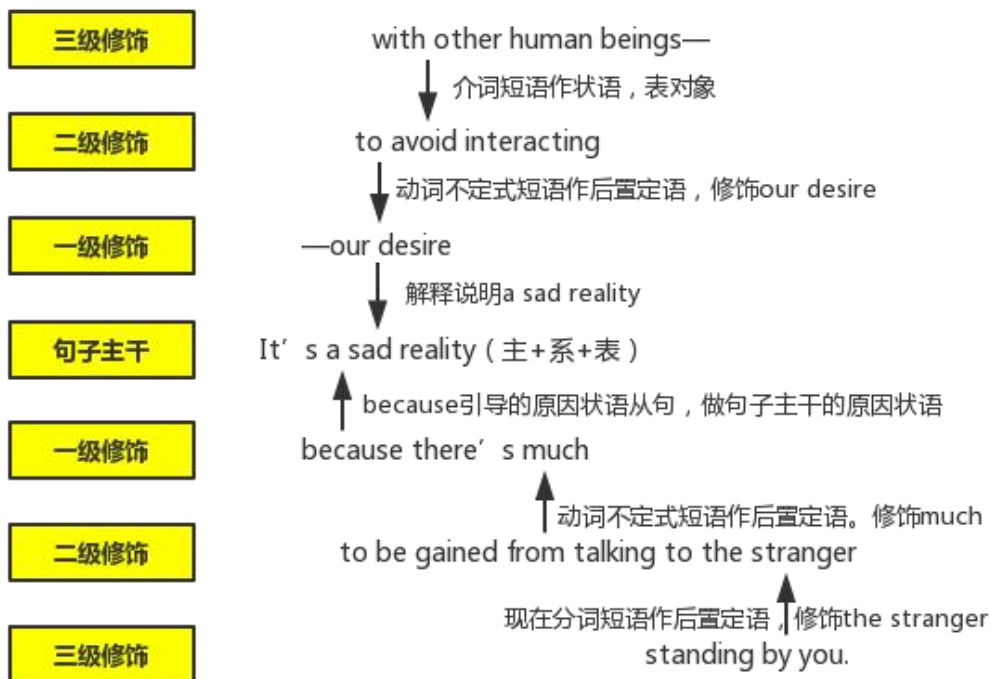 三级修饰 with other human beings—
介词短语作状语，表对象
二级修饰 to avoid interacting
动词不定式短语作后置定语，修饰our desire
一级修饰 —our desire
解释说明a sad reality
句子主干 It's a sad reality（主+系+表）
because引导的原因状语从句，做句子主干的原因状语
一级修饰 because there's much
动词不定式短语作后置定语。修饰much
二级修饰 to be gained from talking to the stranger
现在分词短语作后置定语，修饰the stranger
三级修饰 standing by you.